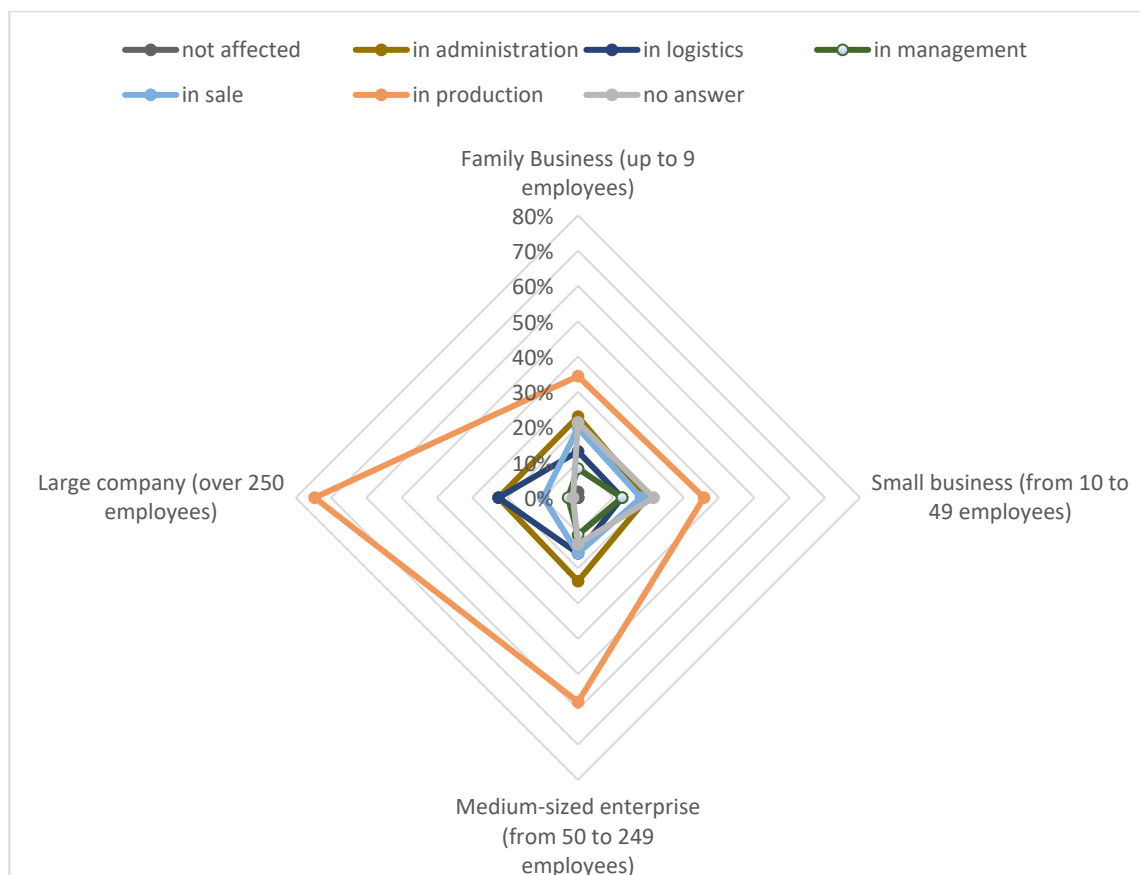 not affected
in administration
in logistics
in management
in sale
in production
no answer
Family Business (up to 9
employees)
80%
70%
60%
50%
40%
30%
20%
10%
0%
Large company (over 250
employees)
Small business (from 10 to
49 employees)
Medium-sized enterprise
(from 50 to 249
employees)